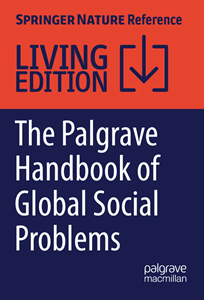 SPRINGER NATURE Reference
LIVING
EDITION
The Palgrave
Handbook of
Global Social
Problems
palgrave
macmillan